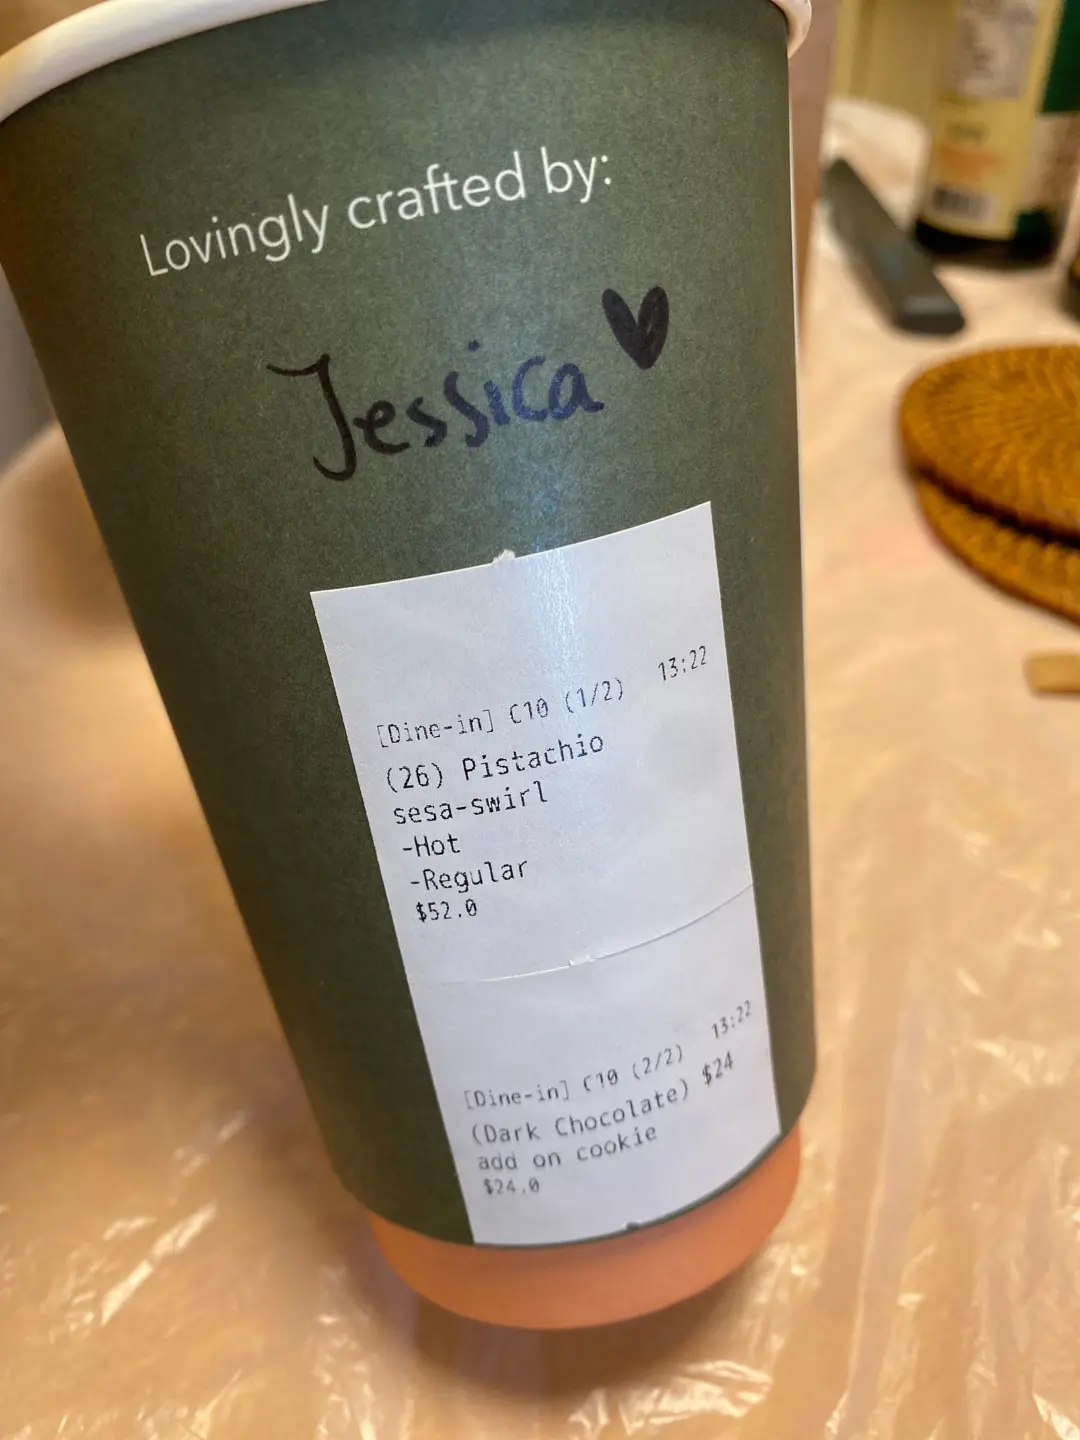 Lovingly crafted by:
Jessica
13:22
[Dine-in] C10 (1/2)
(26) Pistachio
sesa-swirl
-Hot
-Regular
$52.0
13:22
[Dine-in] C10 (2/2)
(Dark Chocolate) $24
add on cookie
$24.0